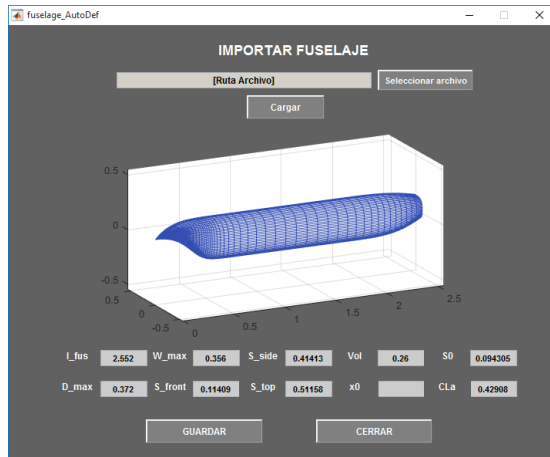 fuselage_AutoDef
IMPORTAR FUSELAJE
[Ruta Archivo] Seleccionar archivo
Cargar
0.5
0
-0.5
0.5
0
-0.5
0
0.5
1
1.5
2
2.5
l_fus 2.552 W_max 0.356 S_side 0.41413 Vol 0.26 S0 0.094305
D_max 0.372 S_front 0.11409 S_top 0.51158 x0 CLa 0.42908
GUARDAR CERRAR